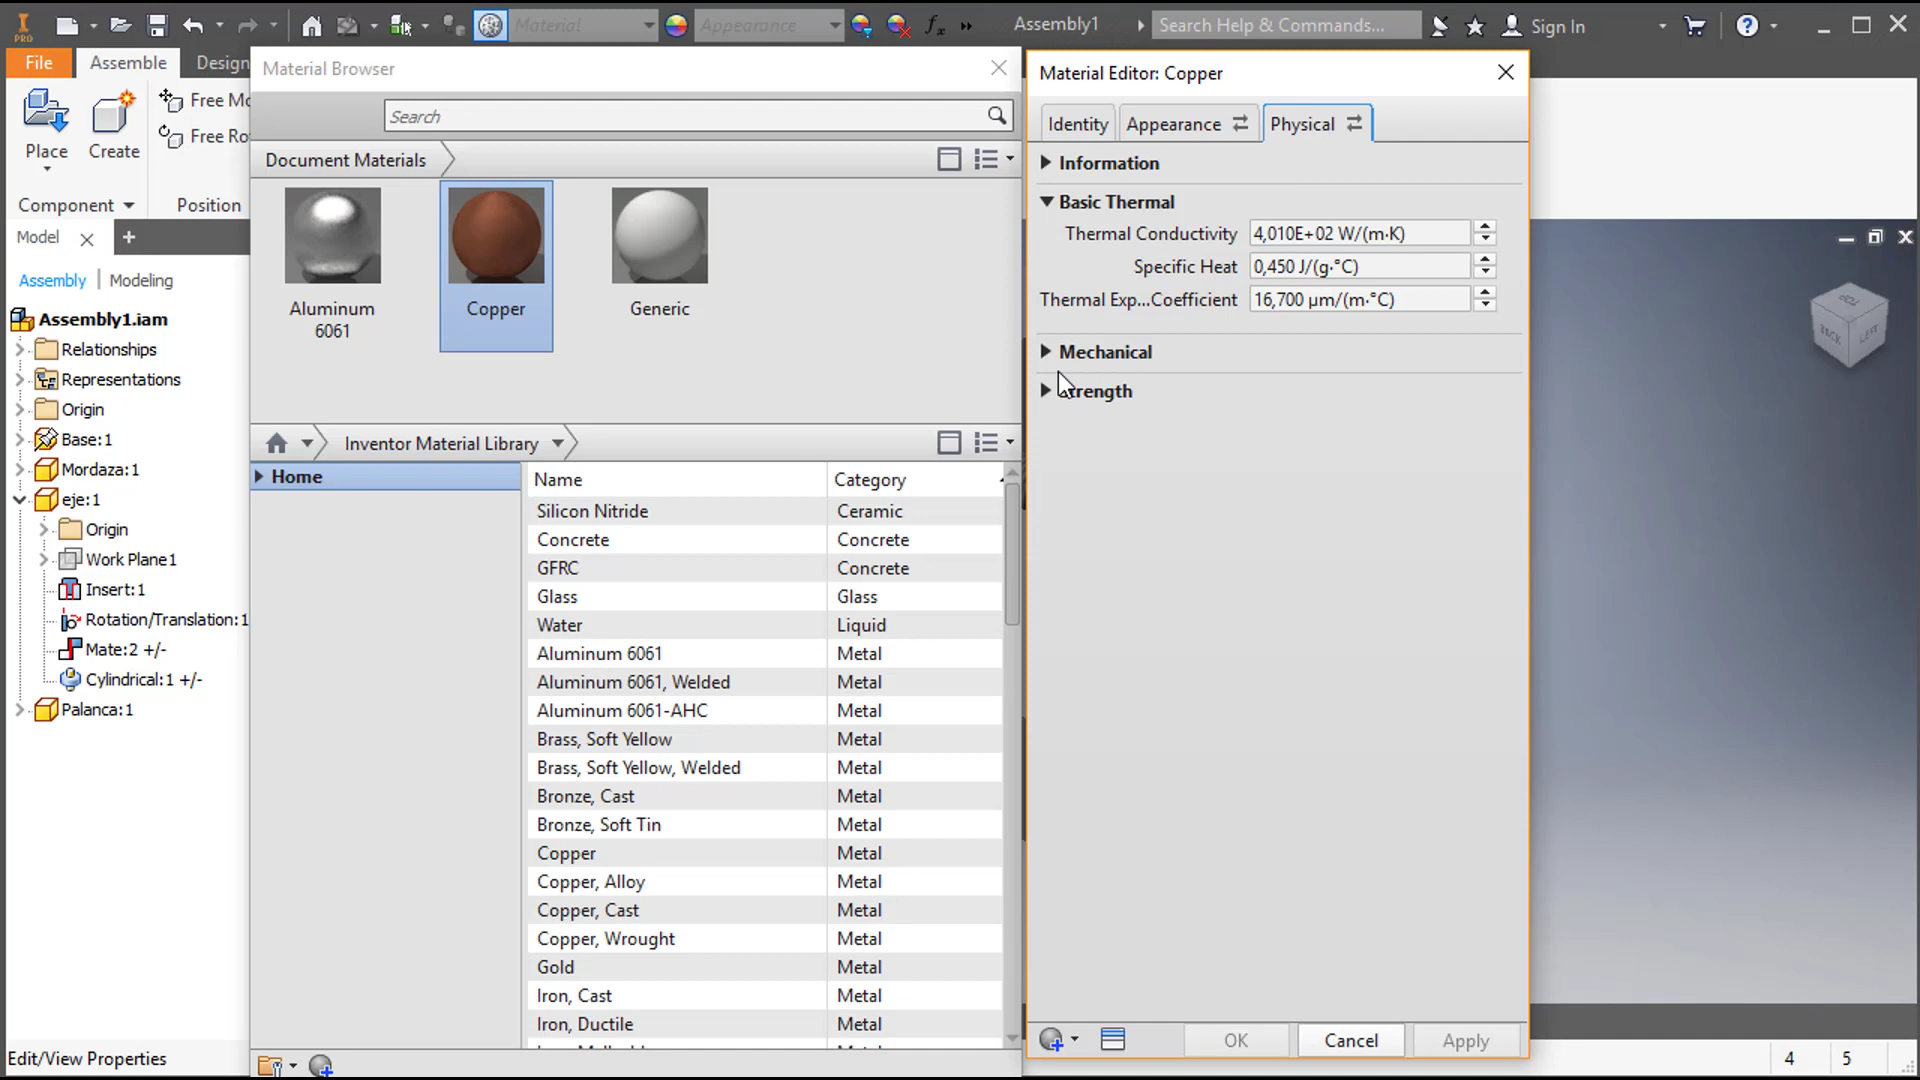 PRO
Material
Appearance
fx
Assembly1
Search Help & Commands...
Sign In
File
Assemble
Design
Free Mo
Free Ro
Place
Create
Component
Position
Model
Assembly
Modeling
Assembly1.iam
Relationships
Representations
Origin
Base:1
Mordaza:1
eje:1
Origin
Work Plane1
Insert:1
Rotation/Translation:1
Mate:2 +/-
Cylindrical:1 +/-
Palanca:1
Edit/View Properties
Material Browser
Search
Document Materials
Aluminum
6061
Copper
Generic
Inventor Material Library
Home
Name Category
Silicon Nitride Ceramic
Concrete Concrete
GFRC Concrete
Glass Glass
Water Liquid
Aluminum 6061 Metal
Aluminum 6061, Welded Metal
Aluminum 6061-AHC Metal
Brass, Soft Yellow Metal
Brass, Soft Yellow, Welded Metal
Bronze, Cast Metal
Bronze, Soft Tin Metal
Copper Metal
Copper, Alloy Metal
Copper, Cast Metal
Copper, Wrought Metal
Gold Metal
Iron, Cast Metal
Iron, Ductile Metal
Material Editor: Copper
Identity
Appearance
Physical
Information
Basic Thermal
Thermal Conductivity 4,010E+02 W/(m·K)
Specific Heat 0,450 J/(g·°C)
Thermal Exp...Coefficient 16,700 µm/(m·°C)
Mechanical
Strength
OK
Cancel
Apply
TOP
BACK
LEFT
4
5